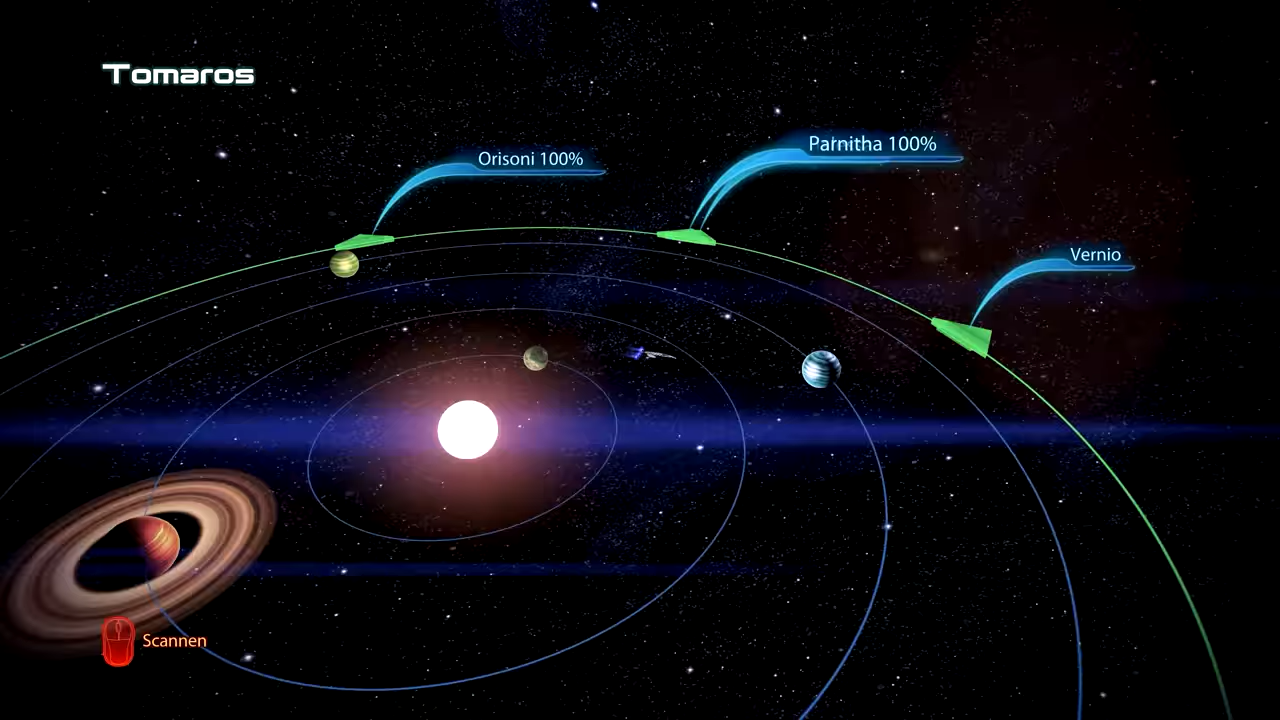 Tomaros
Parnitha 100%
Orisoni 100%
Vernio
Scannen